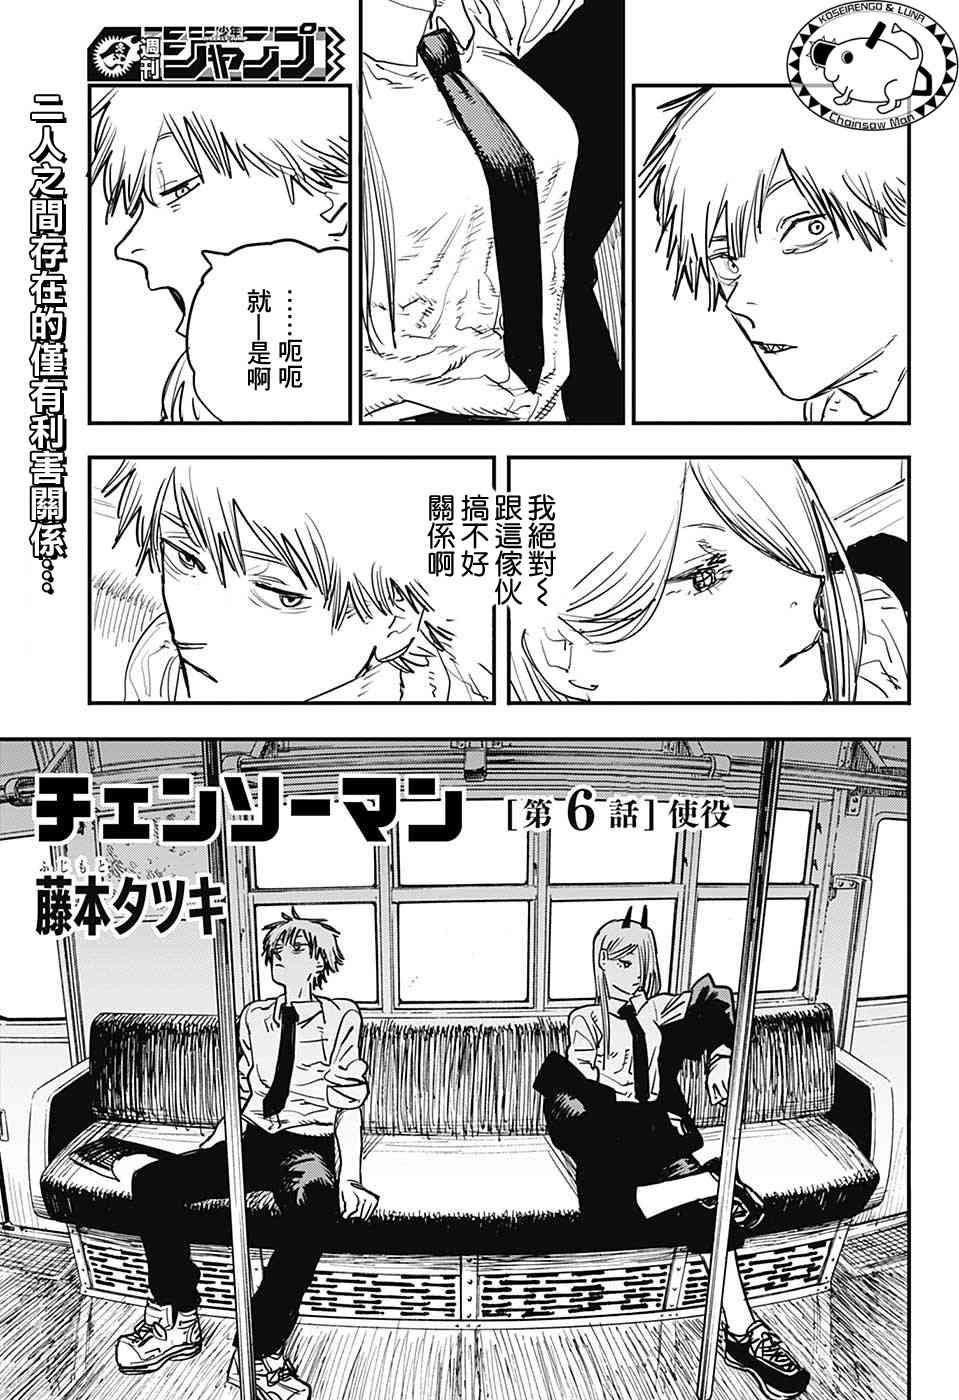 KOSEIRENGO & LUNA
Chainsaw Man
週刊
少年
ジャンプ
二人之間存在的僅有利害關係…
……呃呃
就—是啊
我絕對~
跟這傢伙
搞不好
關係啊
チェンソーマン
[第6話]使役
ふじもと
藤本タツキ